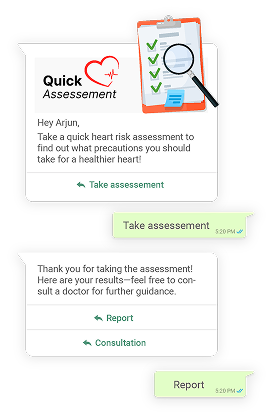 Quick
Assessement
Hey Arjun,
Take a quick heart risk assessment to
find out what precautions you should
take for a healthier heart!
Take assessement
Take assessement
5:20 PM
Thank you for taking the assessment!
Here are your results—feel free to con-
sult a doctor for further guidance.
Report
Consultation
Report
5:20 PM